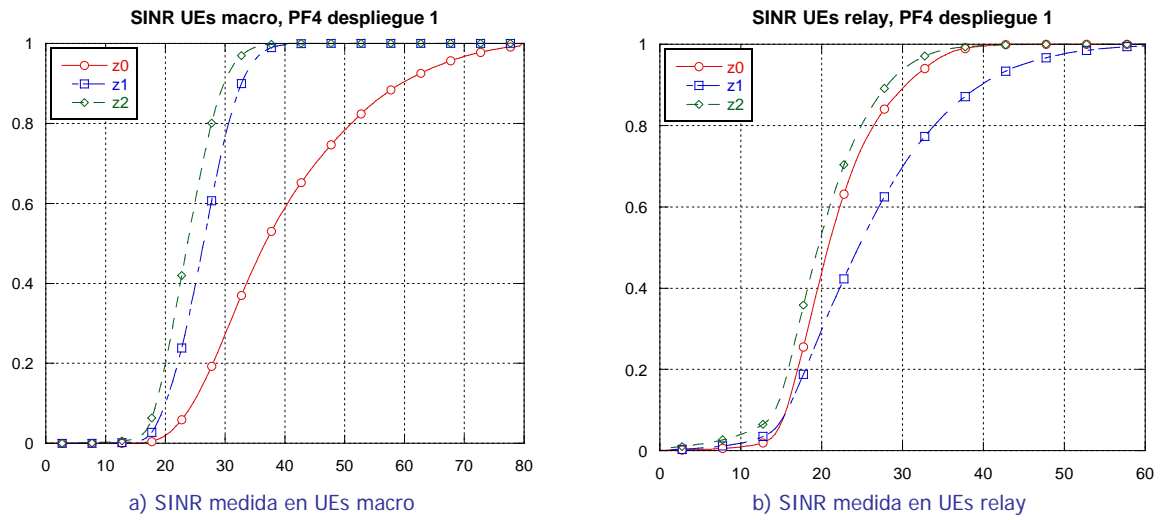 SINR UEs macro, PF4 despliegue 1
1
0.8
0.6
0.4
0.2
0
z0
z1
z2
0 10 20 30 40 50 60 70 80
a) SINR medida en UEs macro
SINR UEs relay, PF4 despliegue 1
1
0.8
0.6
0.4
0.2
0
z0
z1
z2
0 10 20 30 40 50 60
b) SINR medida en UEs relay